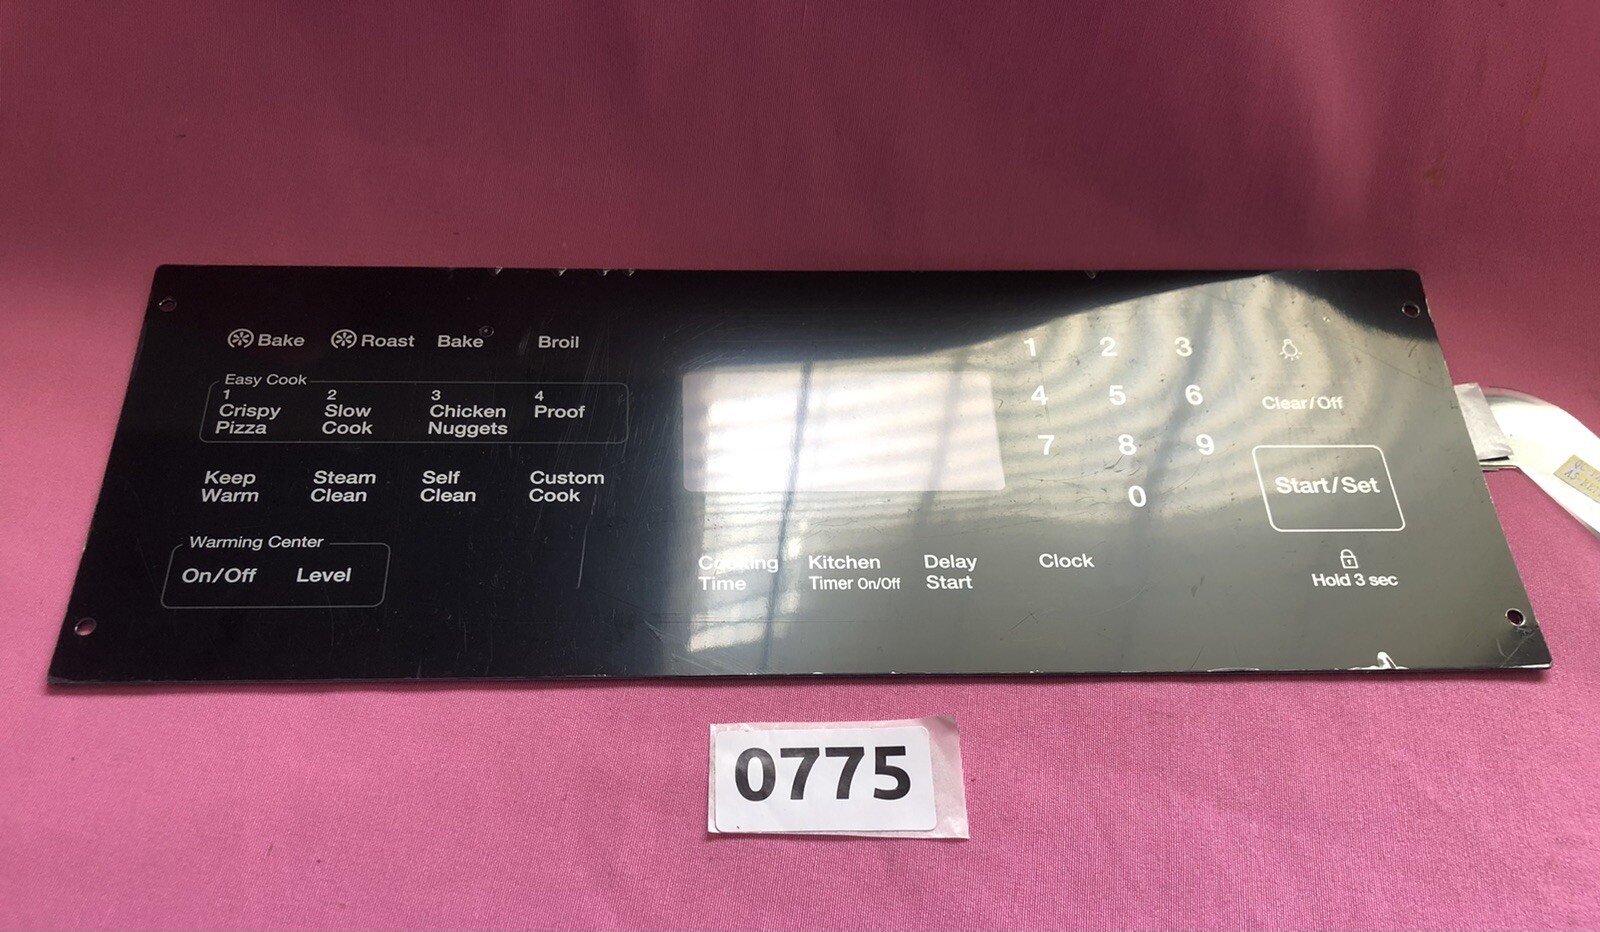 Bake Roast Bake Broil
Easy Cook
1 2 3 4
Crispy Slow Chicken Proof
Pizza Cook Nuggets
Keep Steam Self Custom
Warm Clean Clean Cook
Warming Center
On/Off Level
1 2 3
4 5 6
7 8 9
0
Clear/Off
Start/Set
Hold 3 sec
Cooking Kitchen Delay Clock
Time Timer On/Off Start
0775